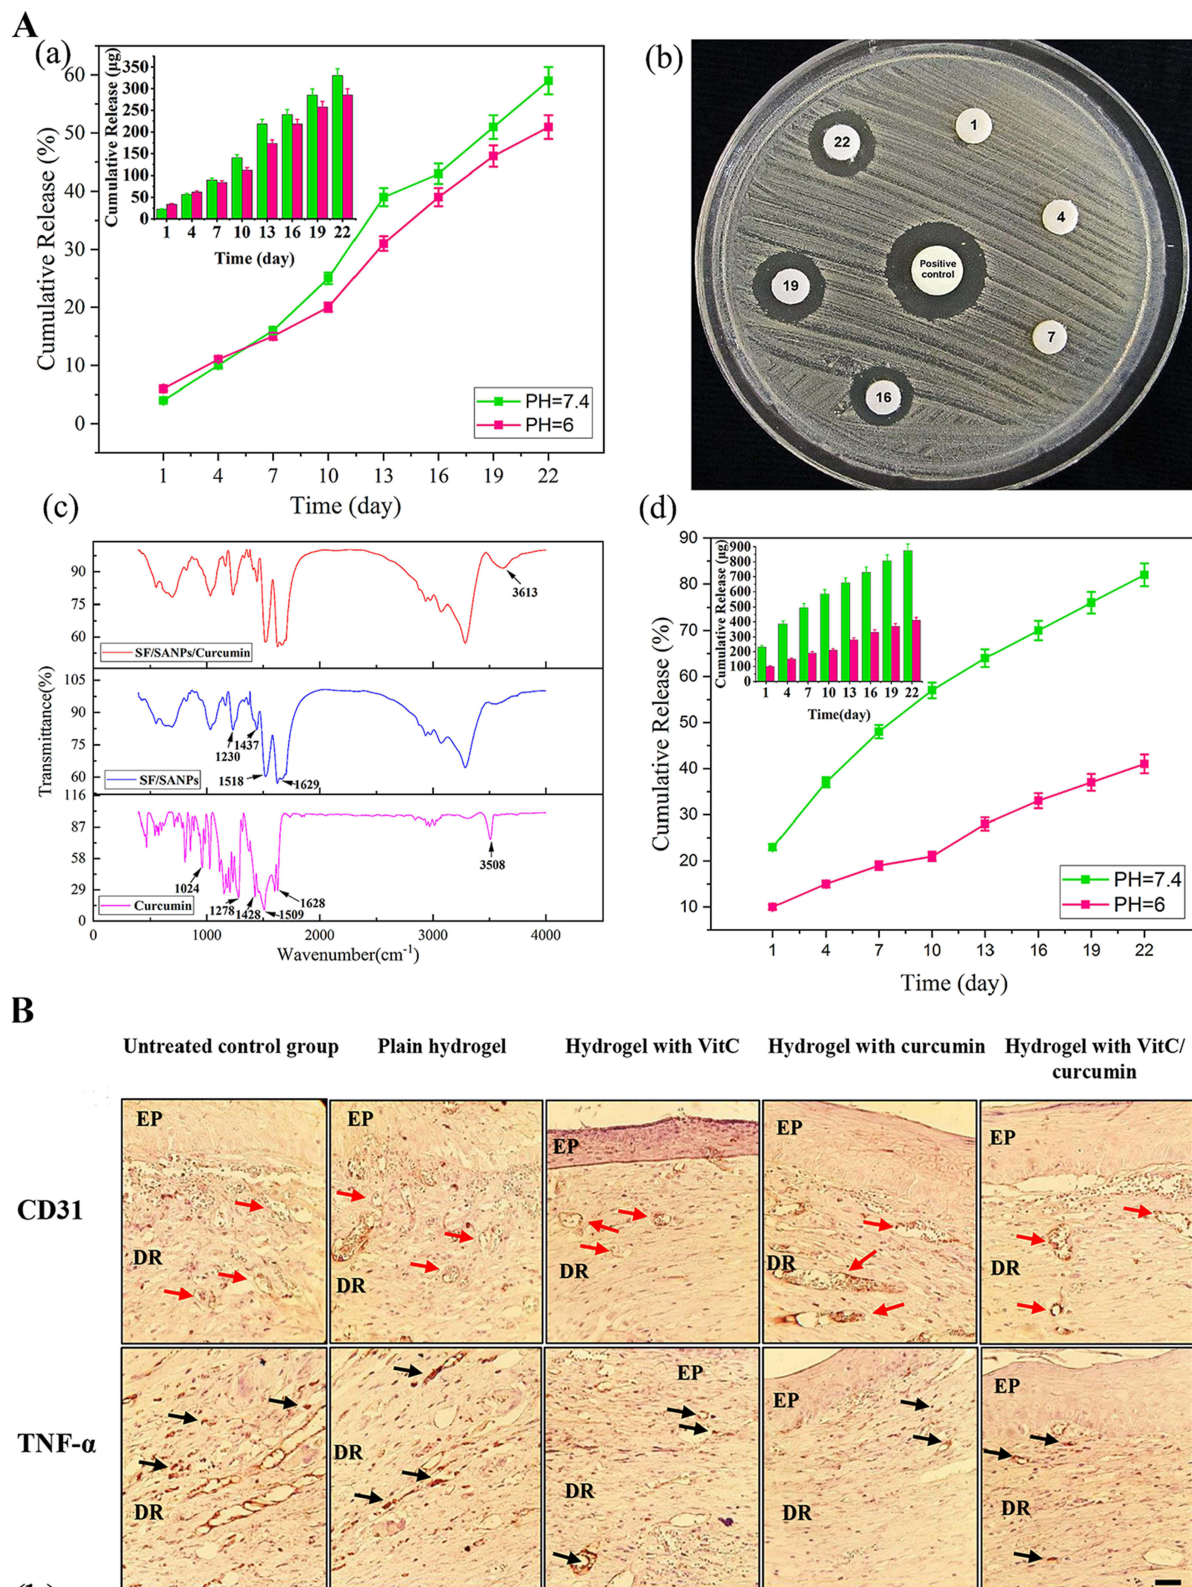 A
(a)
Cumulative Release (%)
60
50
40
30
20
10
0
Cumulative Release (µg)
350
300
250
200
150
100
50
0
1 4 7 10 13 16 19 22
Time (day)
PH=7.4
PH=6
1 4 7 10 13 16 19 22
Time (day)
(b)
22
1
4
Positive
control
19
7
16
(c)
Transmittance(%)
90
75
60
3613
SF/SANPs/Curcumin
105
90
75
60
1230
1437
1518
1629
SF/SANPs
116
87
58
29
0
1024
1278
1428
1509
1628
3508
Curcumin
0 1000 2000 3000 4000
Wavenumber(cm-1)
(d)
Cumulative Release (%)
90
80
70
60
50
40
30
20
10
Cumulative Release (µg)
900
800
700
600
500
400
300
200
100
0
1 4 7 10 13 16 19 22
Time(day)
PH=7.4
PH=6
1 4 7 10 13 16 19 22
Time (day)
B
Untreated control group
Plain hydrogel
Hydrogel with VitC
Hydrogel with curcumin
Hydrogel with VitC/
curcumin
CD31
EP
DR
EP
DR
EP
DR
EP
DR
EP
DR
TNF-α
DR
DR
EP
DR
EP
DR
EP
DR